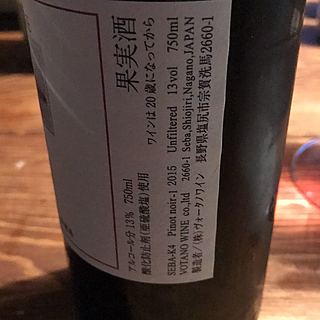 果実酒
ワインは20歳になってから
アルコール分13% 750ml
酸化防止剤(亜硫酸塩)使用
SEBA-K4 Pinot noir-1 2015 Unfiltered 13vol 750ml
VOTANO WINE co.,ltd 2660-1 Seba,Shiojiri,Nagano,JAPAN
製造者/(株)ヴォータノワイン 長野県塩尻市宗賀洗馬2660-1